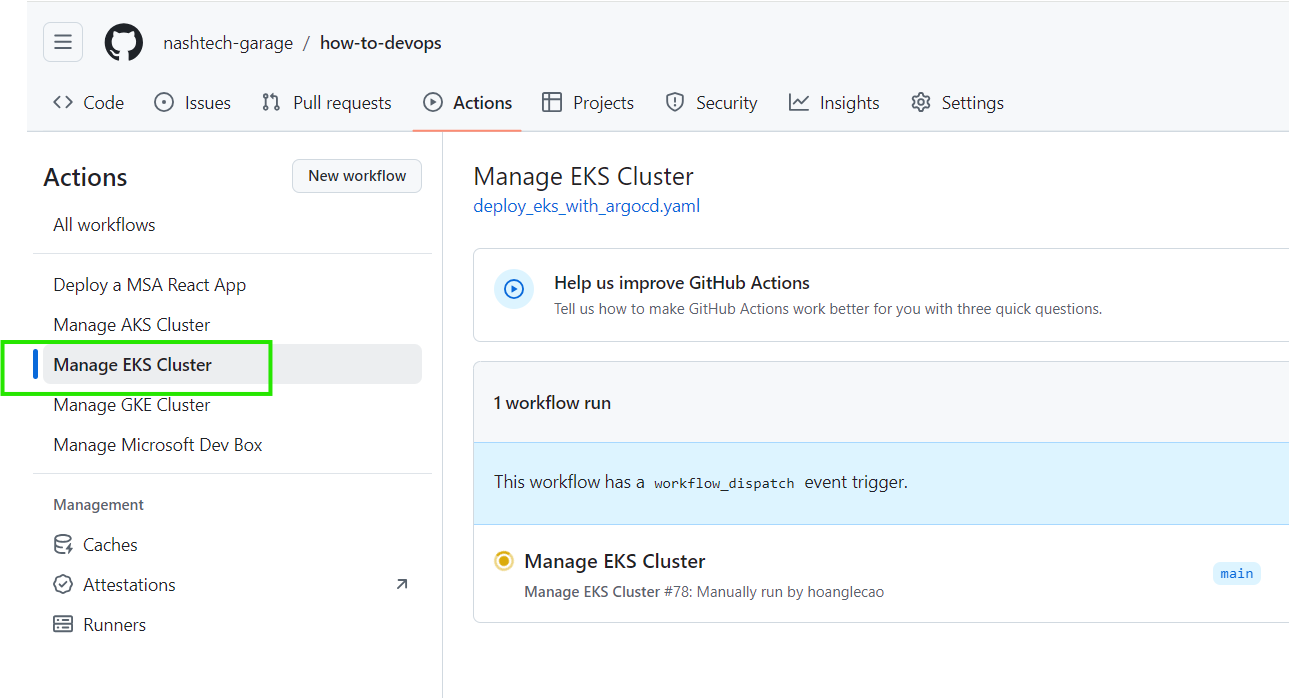 nashtech-garage / how-to-devops
Code Issues Pull requests Actions Projects Security Insights Settings
Actions
New workflow
All workflows
Deploy a MSA React App
Manage AKS Cluster
Manage EKS Cluster
Manage GKE Cluster
Manage Microsoft Dev Box
Management
Caches
Attestations
Runners
Manage EKS Cluster
deploy_eks_with_argocd.yaml
Help us improve GitHub Actions
Tell us how to make GitHub Actions work better for you with three quick questions.
1 workflow run
This workflow has a workflow_dispatch event trigger.
Manage EKS Cluster
Manage EKS Cluster #78: Manually run by hoanglecao
main